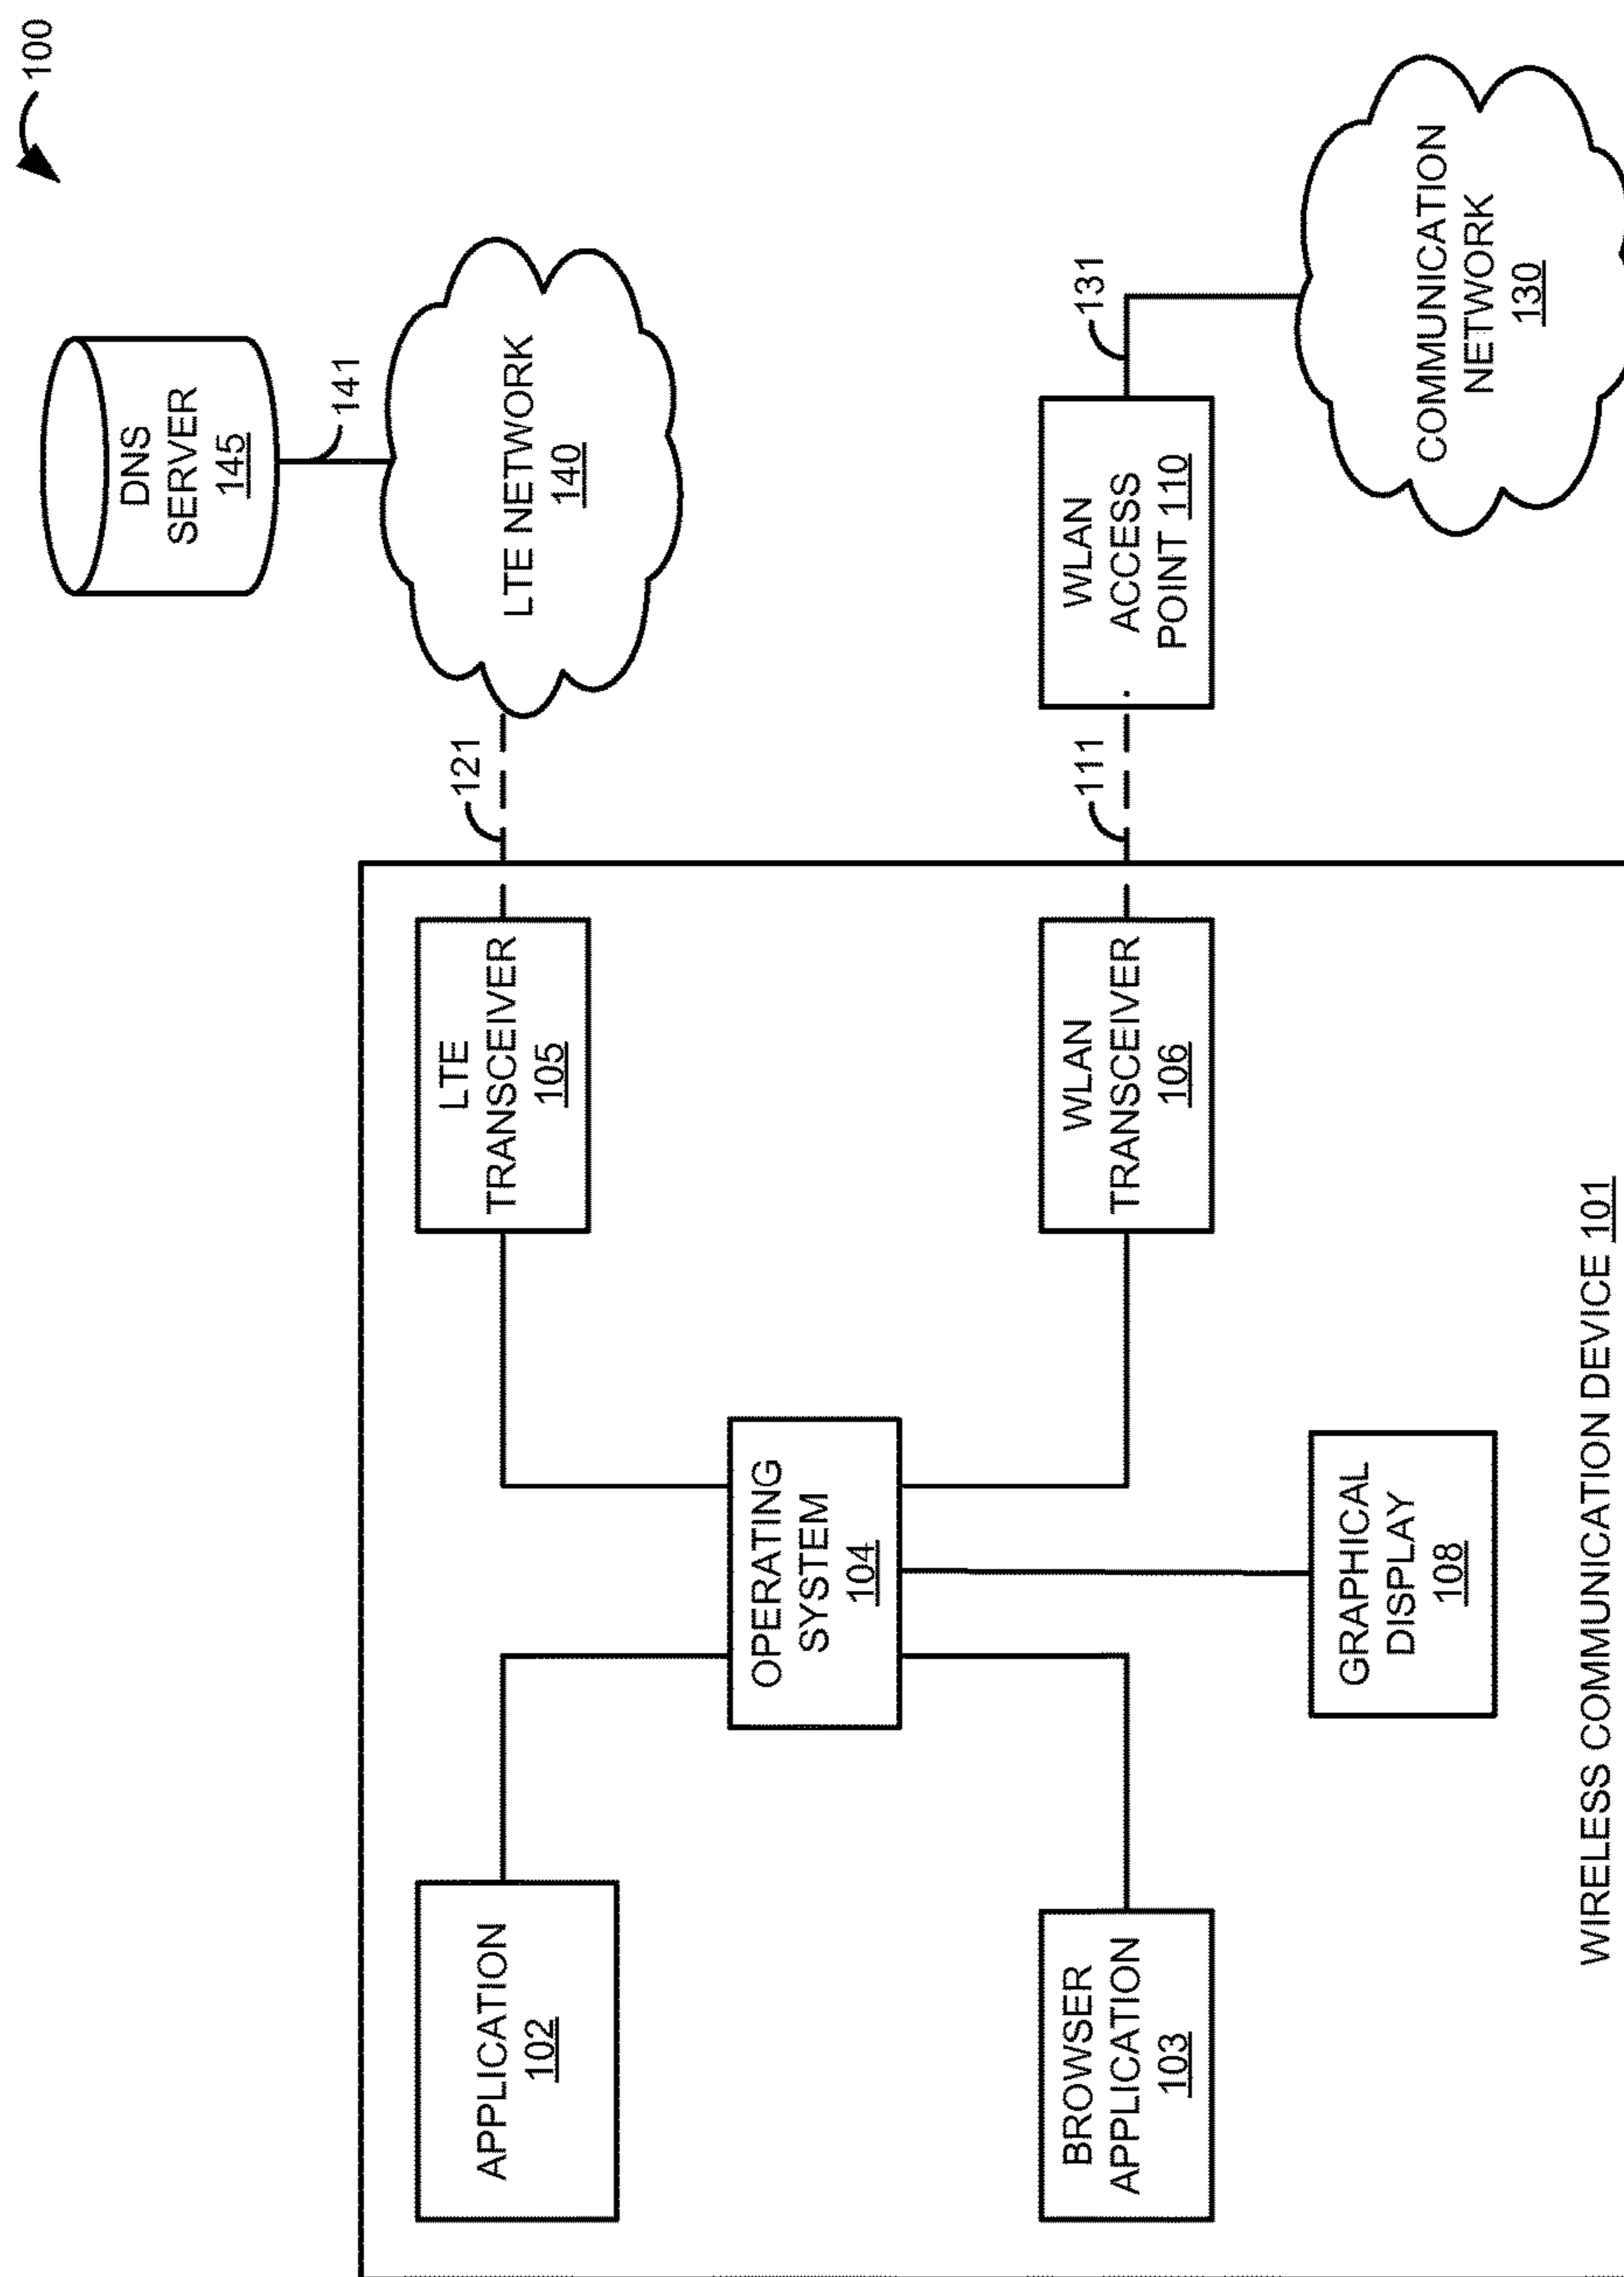 100
DNS
SERVER
145
141
LTE NETWORK
140
121
LTE
TRANSCEIVER
105
APPLICATION
102
OPERATING
SYSTEM
104
131
WLAN
ACCESS
POINT 110
111
WLAN
TRANSCEIVER
106
BROWSER
APPLICATION
103
COMMUNICATION
NETWORK
130
GRAPHICAL
DISPLAY
108
WIRELESS COMMUNICATION DEVICE 101